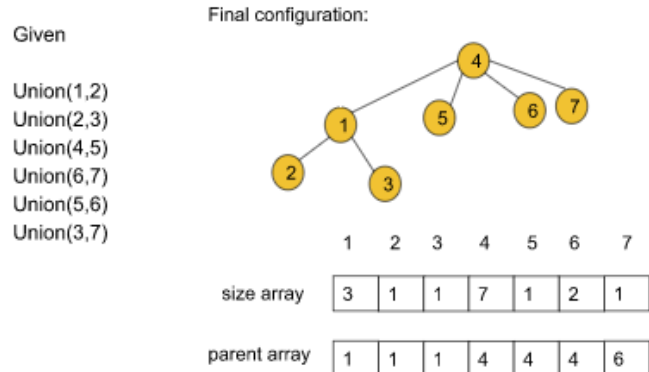 Given
Union(1,2)
Union(2,3)
Union(4,5)
Union(6,7)
Union(5,6)
Union(3,7)
Final configuration:
4
1
5
6
7
2
3
1 2 3 4 5 6 7
size array 3 1 1 7 1 2 1
parent array 1 1 1 4 4 4 6